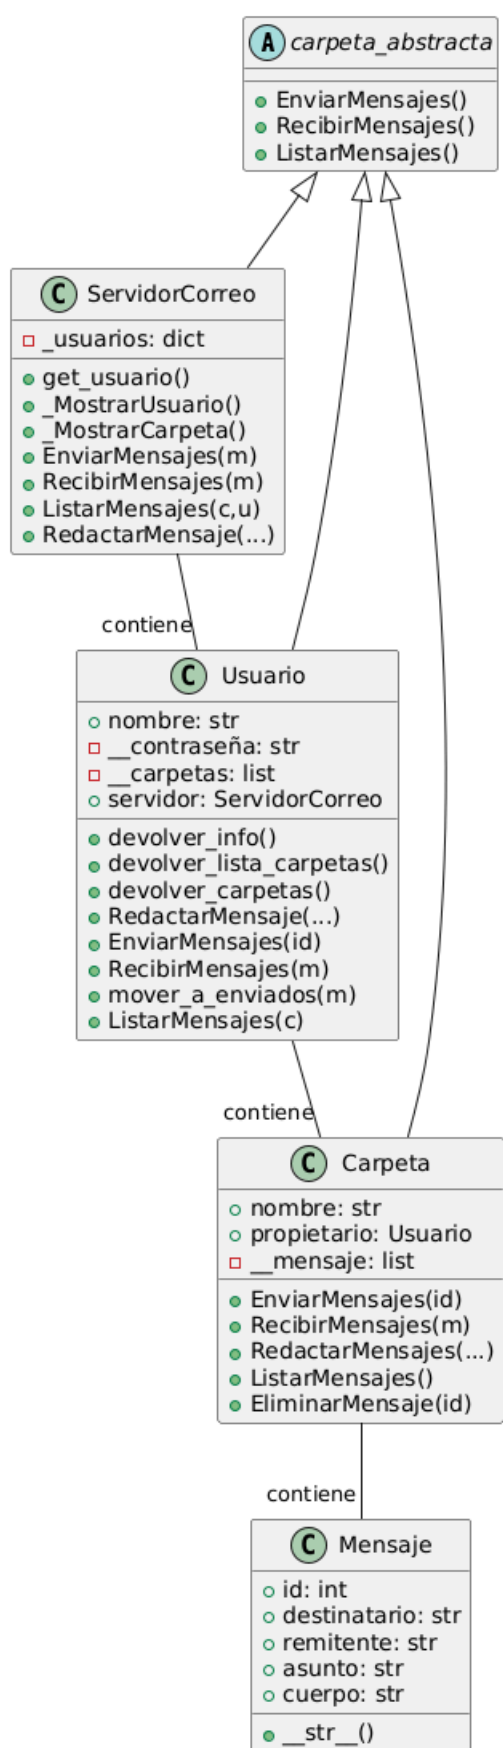 A carpeta_abstracta
EnviarMensajes()
RecibirMensajes()
ListarMensajes()
C ServidorCorreo
_usuarios: dict
get_usuario()
_MostrarUsuario()
_MostrarCarpeta()
EnviarMensajes(m)
RecibirMensajes(m)
ListarMensajes(c,u)
RedactarMensaje(...)
contiene
C Usuario
nombre: str
__contraseña: str
__carpetas: list
servidor: ServidorCorreo
devolver_info()
devolver_lista_carpetas()
devolver_carpetas()
RedactarMensaje(...)
EnviarMensajes(id)
RecibirMensajes(m)
mover_a_enviados(m)
ListarMensajes(c)
contiene
C Carpeta
nombre: str
propietario: Usuario
__mensaje: list
EnviarMensajes(id)
RecibirMensajes(m)
RedactarMensajes(...)
ListarMensajes()
EliminarMensaje(id)
contiene
C Mensaje
id: int
destinatario: str
remitente: str
asunto: str
cuerpo: str
__str__()